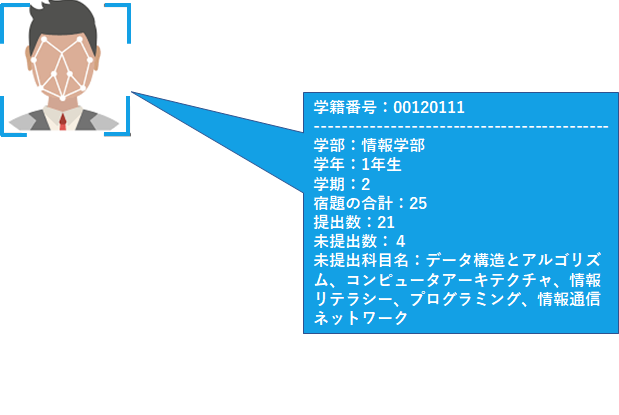 学籍番号：00120111
------------------------------------------
学部：情報学部
学年：1年生
学期：2
宿題の合計：25
提出数：21
未提出数：４
未提出科目名：データ構造とアルゴリズ
ム、コンピュータアーキテクチャ、情報
リテラシー、プログラミング、情報通信
ネットワーク